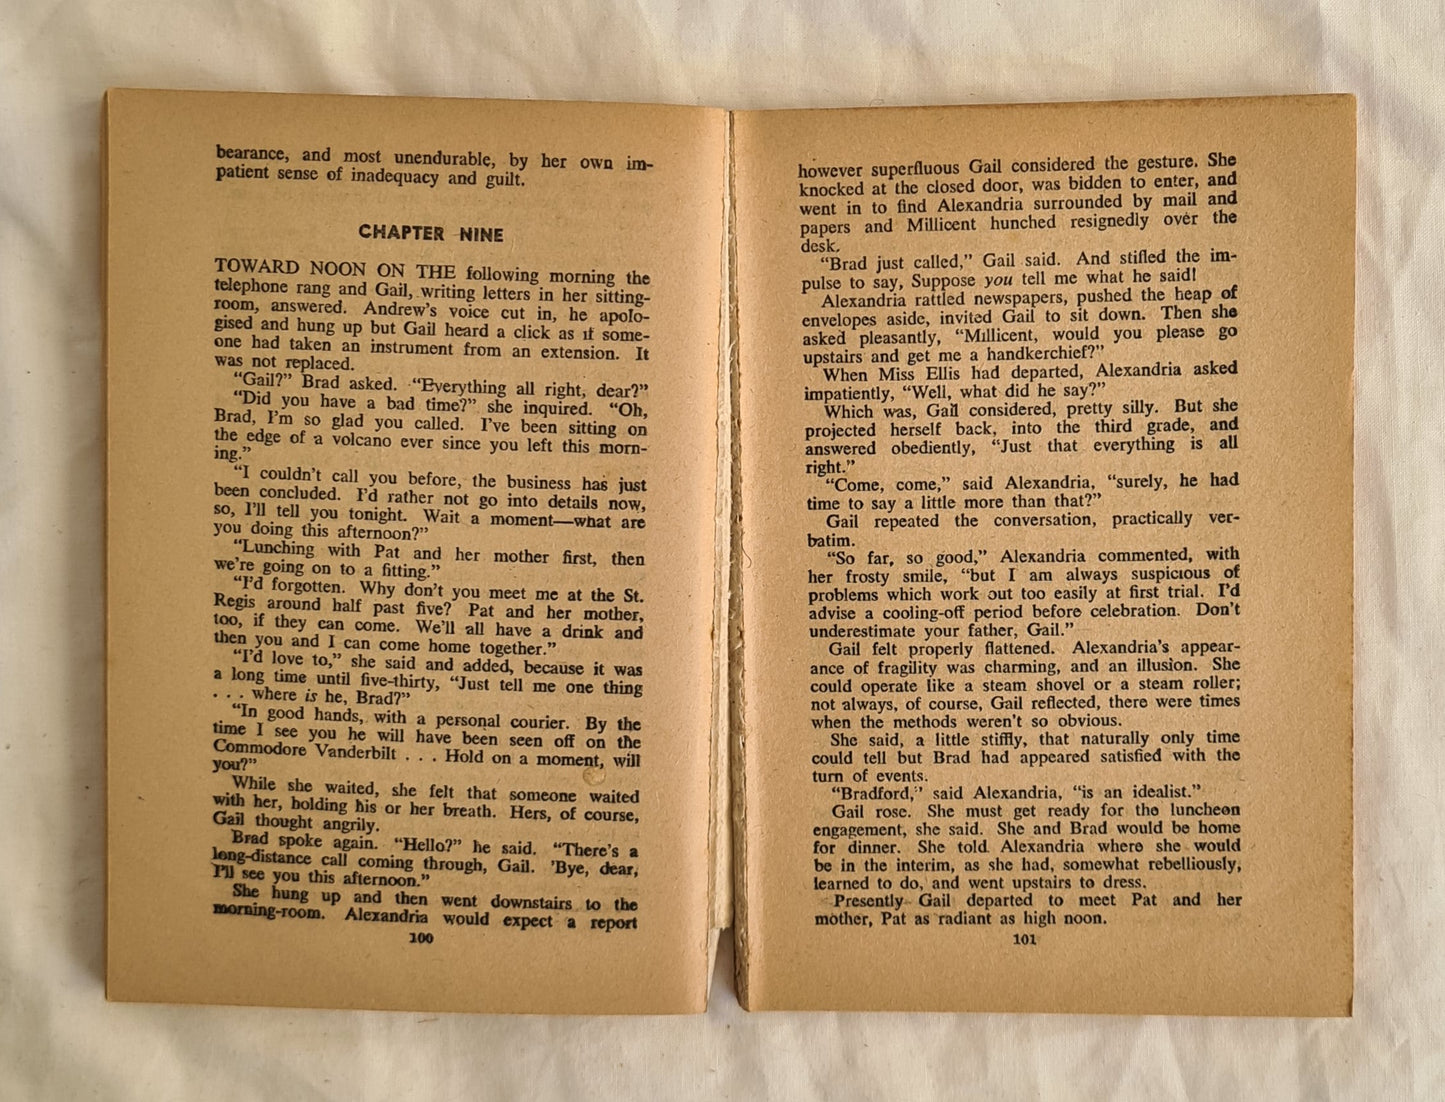 bearance, and most unendurable, by her own im-
patient sense of inadequacy and guilt.
CHAPTER NINE
TOWARD NOON ON THE following morning the
telephone rang and Gail, writing letters in her sitting-
room, answered. Andrew's voice cut in, he apolo-
gised and hung up but Gail heard a click as if some-
one had taken an instrument from an extension. It
was not replaced.
"Gail?" Brad asked. "Everything all right, dear?"
"Did you have a bad time?" she inquired. "Oh,
Brad, I'm so glad you called. I've been sitting on
the edge of a volcano ever since you left this morn-
ing."
"I couldn't call you before, the business has just
been concluded. I'd rather not go into details now,
so, I'll tell you tonight. Wait a moment—what are
you doing this afternoon?"
"Lunching with Pat and her mother first, then
we're going on to a fitting."
"I'd forgotten. Why don't you meet me at the St.
Regis around half past five? Pat and her mother,
too, if they can come. We'll all have a drink and
then you and I can come home together."
"I'd love to," she said and added, because it was
a long time until five-thirty, "Just tell me one thing
. . . where is he, Brad?"
"In good hands, with a personal courier. By the
time I see you he will have been seen off on the
Commodore Vanderbilt . . . Hold on a moment, will
you?"
While she waited, she felt that someone waited
with her, holding his or her breath. Hers, of course,
Gail thought angrily.
Brad spoke again. "Hello?" he said. "There's a
long-distance call coming through, Gail. 'Bye, dear,
I'll see you this afternoon."
She hung up and then went downstairs to the
morning-room. Alexandria would expect a report
100
however superfluous Gail considered the gesture. She
knocked at the closed door, was bidden to enter, and
went in to find Alexandria surrounded by mail and
papers and Millicent hunched resignedly over the
desk.
"Brad just called," Gail said. And stifled the im-
pulse to say, Suppose you tell me what he said!
Alexandria rattled newspapers, pushed the heap of
envelopes aside, invited Gail to sit down. Then she
asked pleasantly, "Millicent, would you please go
upstairs and get me a handkerchief?"
When Miss Ellis had departed, Alexandria asked
impatiently, "Well, what did he say?"
Which was, Gail considered, pretty silly. But she
projected herself back, into the third grade, and
answered obediently, "Just that everything is all
right."
"Come, come," said Alexandria, "surely, he had
time to say a little more than that?"
Gail repeated the conversation, practically ver-
batim.
"So far, so good," Alexandria commented, with
her frosty smile, "but I am always suspicious of
problems which work out too easily at first trial. I'd
advise a cooling-off period before celebration. Don't
underestimate your father, Gail."
Gail felt properly flattened. Alexandria's appear-
ance of fragility was charming, and an illusion. She
could operate like a steam shovel or a steam roller;
not always, of course, Gail reflected, there were times
when the methods weren't so obvious.
She said, a little stiffly, that naturally only time
could tell but Brad had appeared satisfied with the
turn of events.
"Bradford," said Alexandria, "is an idealist."
Gail rose. She must get ready for the luncheon
engagement, she said. She and Brad would be home
for dinner. She told Alexandria where she would
be in the interim, as she had, somewhat rebelliously,
learned to do, and went upstairs to dress.
Presently Gail departed to meet Pat and her
mother, Pat as radiant as high noon.
101